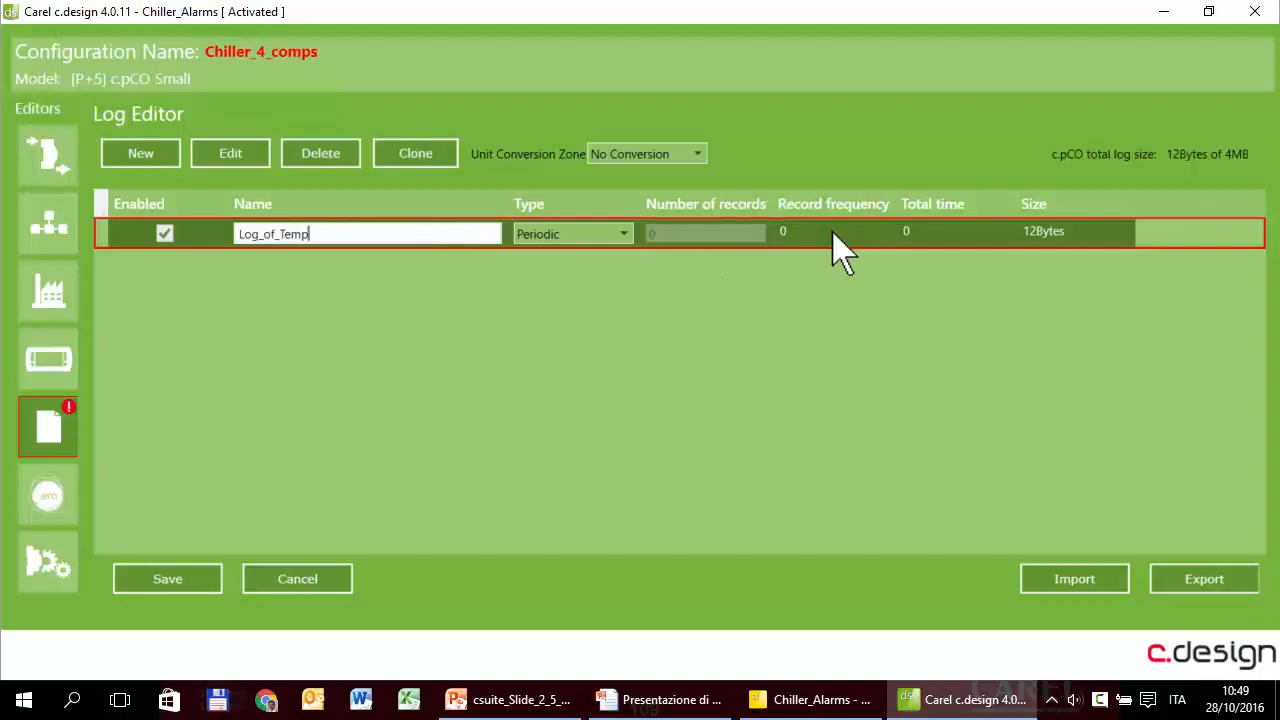 Carel c.design 4.0.11 - Chiller_Alarms [ Activated ]
Configuration Name: Chiller_4_comps
Model: [P+5] c.pCO Small
Editors
Log Editor
New Edit Delete Clone Unit Conversion Zone No Conversion c.pCO total log size: 12Bytes of 4MB
Enabled Name Type Number of records Record frequency Total time Size
Log_of_Temp Periodic 0 0 0 12Bytes
!
Save Cancel Import Export
c.design
csuite_Slide_2_5_... Presentazione di ... Chiller_Alarms - ... Carel c.design 4.0... ITA 10:49
28/10/2016